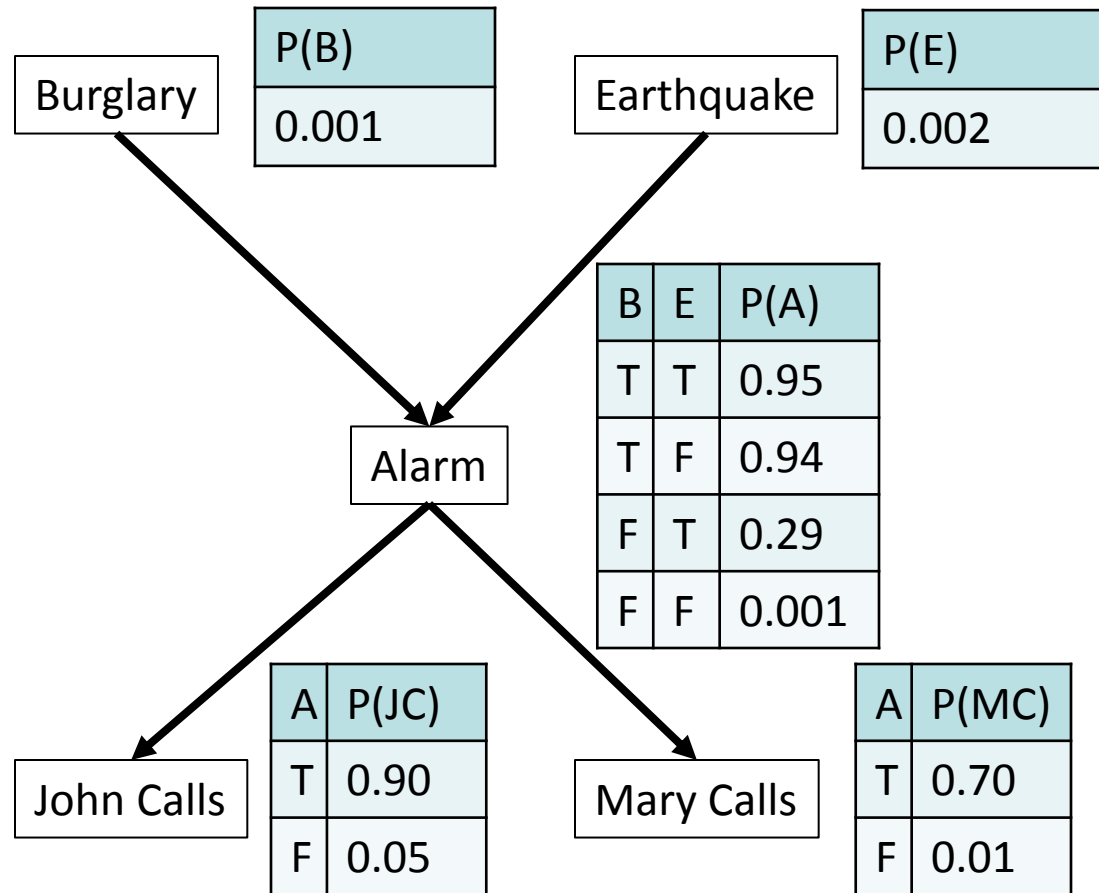 Burglary
P(B)
0.001
Earthquake
P(E)
0.002
B E P(A)
T T 0.95
T F 0.94
F T 0.29
F F 0.001
Alarm
John Calls
A P(JC)
T 0.90
F 0.05
Mary Calls
A P(MC)
T 0.70
F 0.01